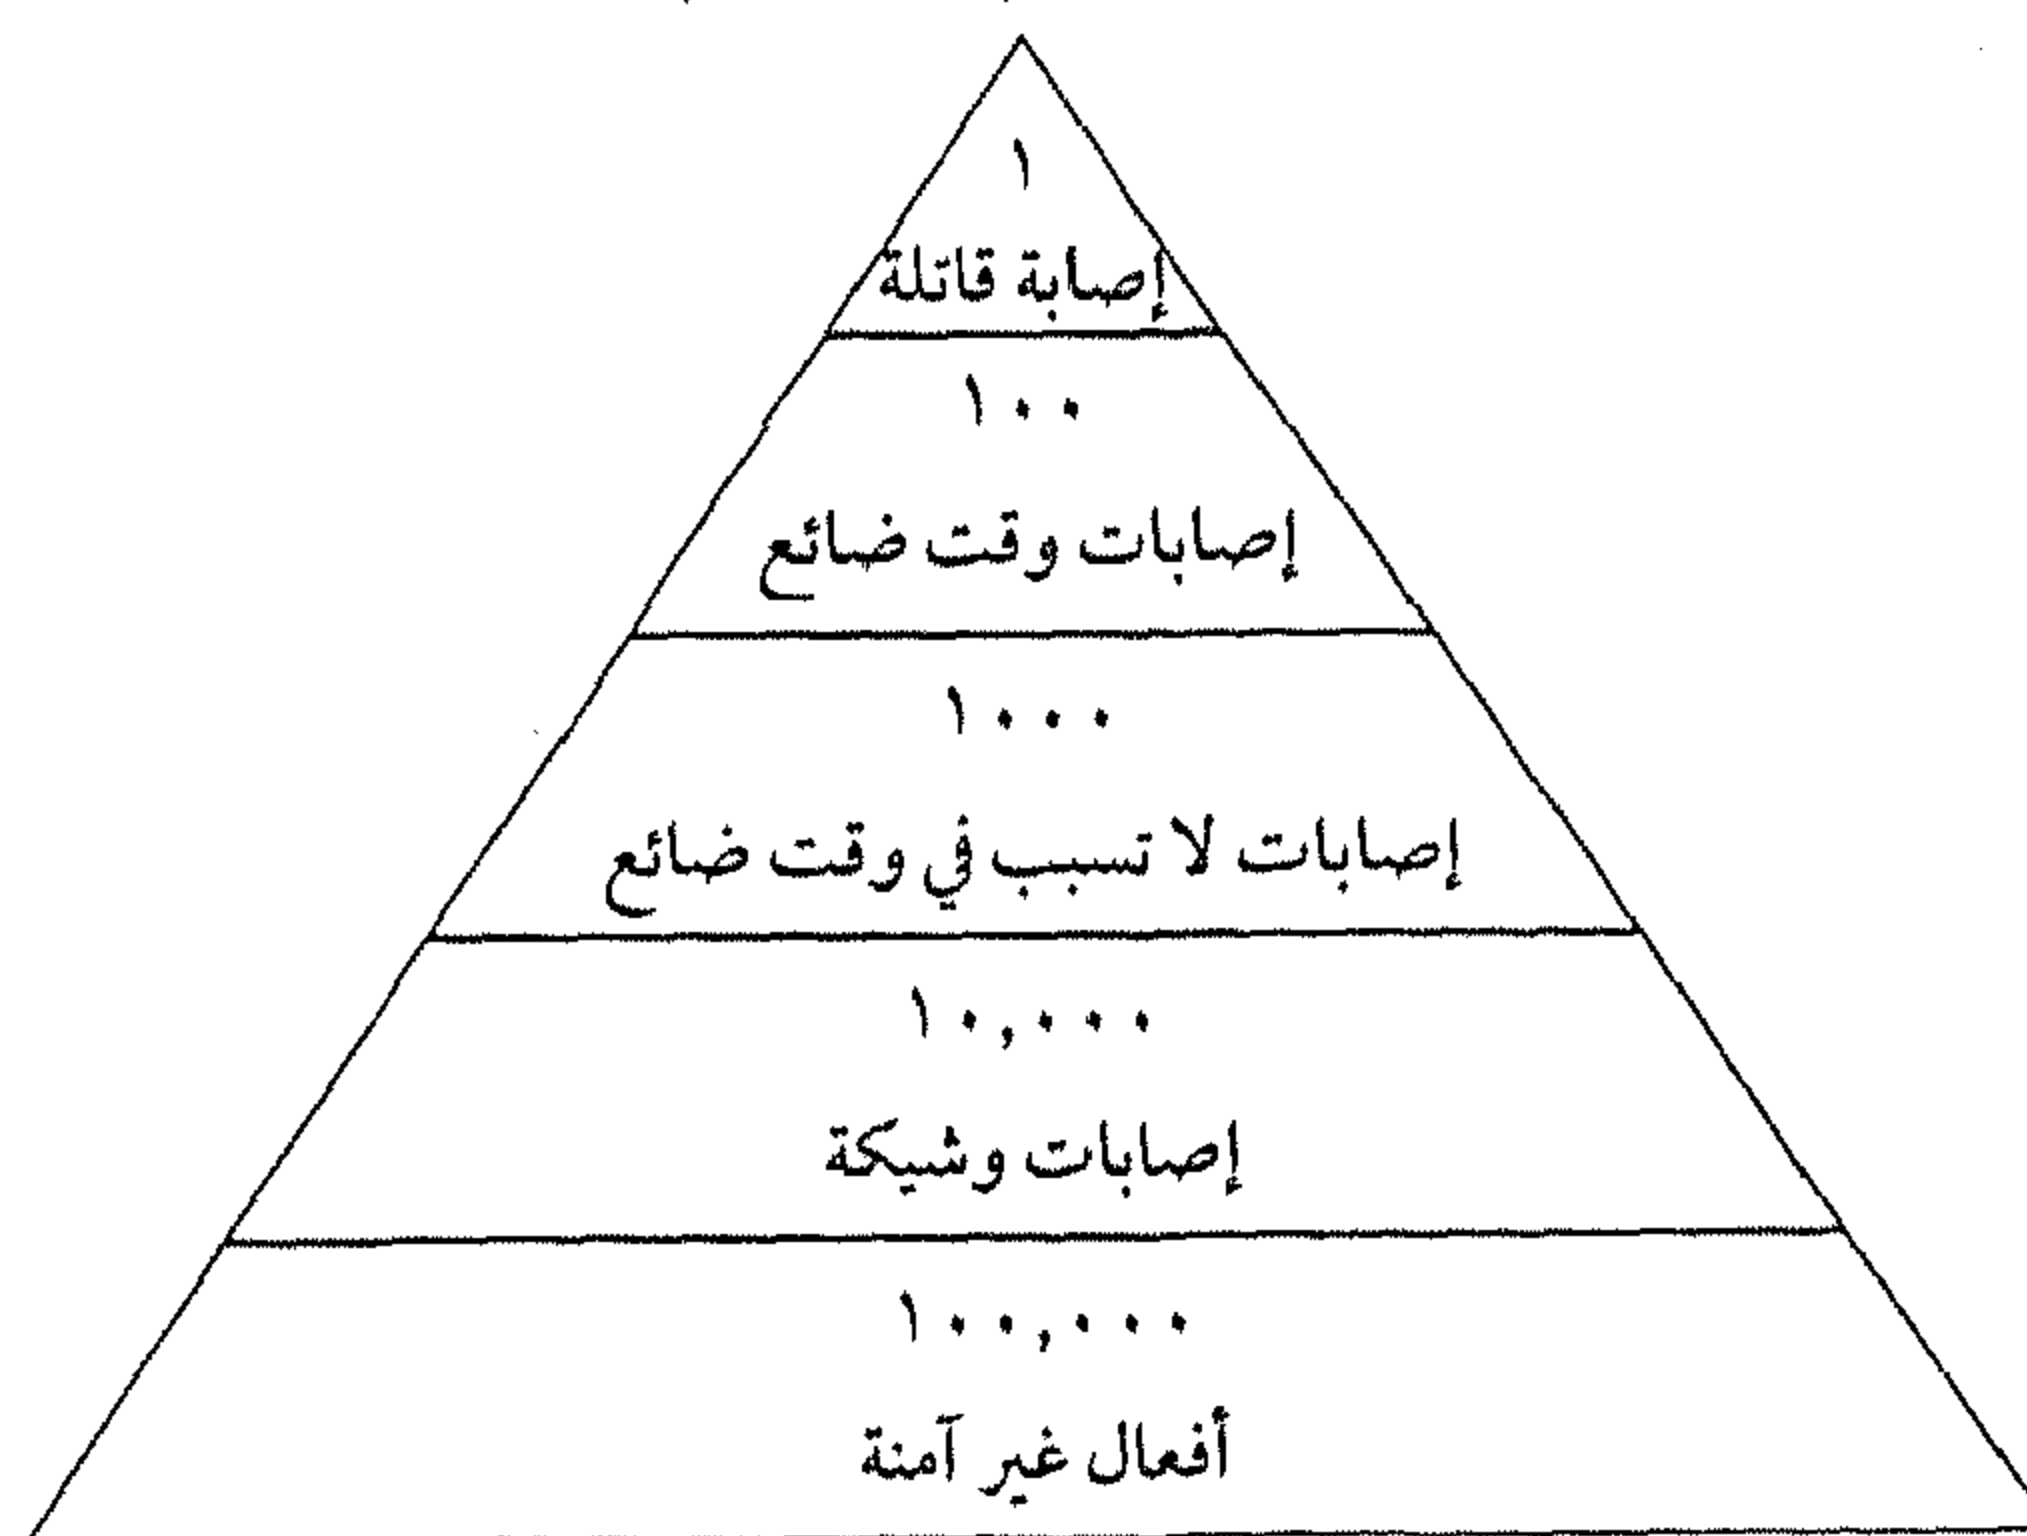 ١
إصابة قاتلة
١٠٠
إصابات وقت ضائع
١٠٠٠
إصابات لا تسبب في وقت ضائع
١٠,٠٠٠
إصابات وشيكة
١٠٠,٠٠٠
أفعال غير آمنة